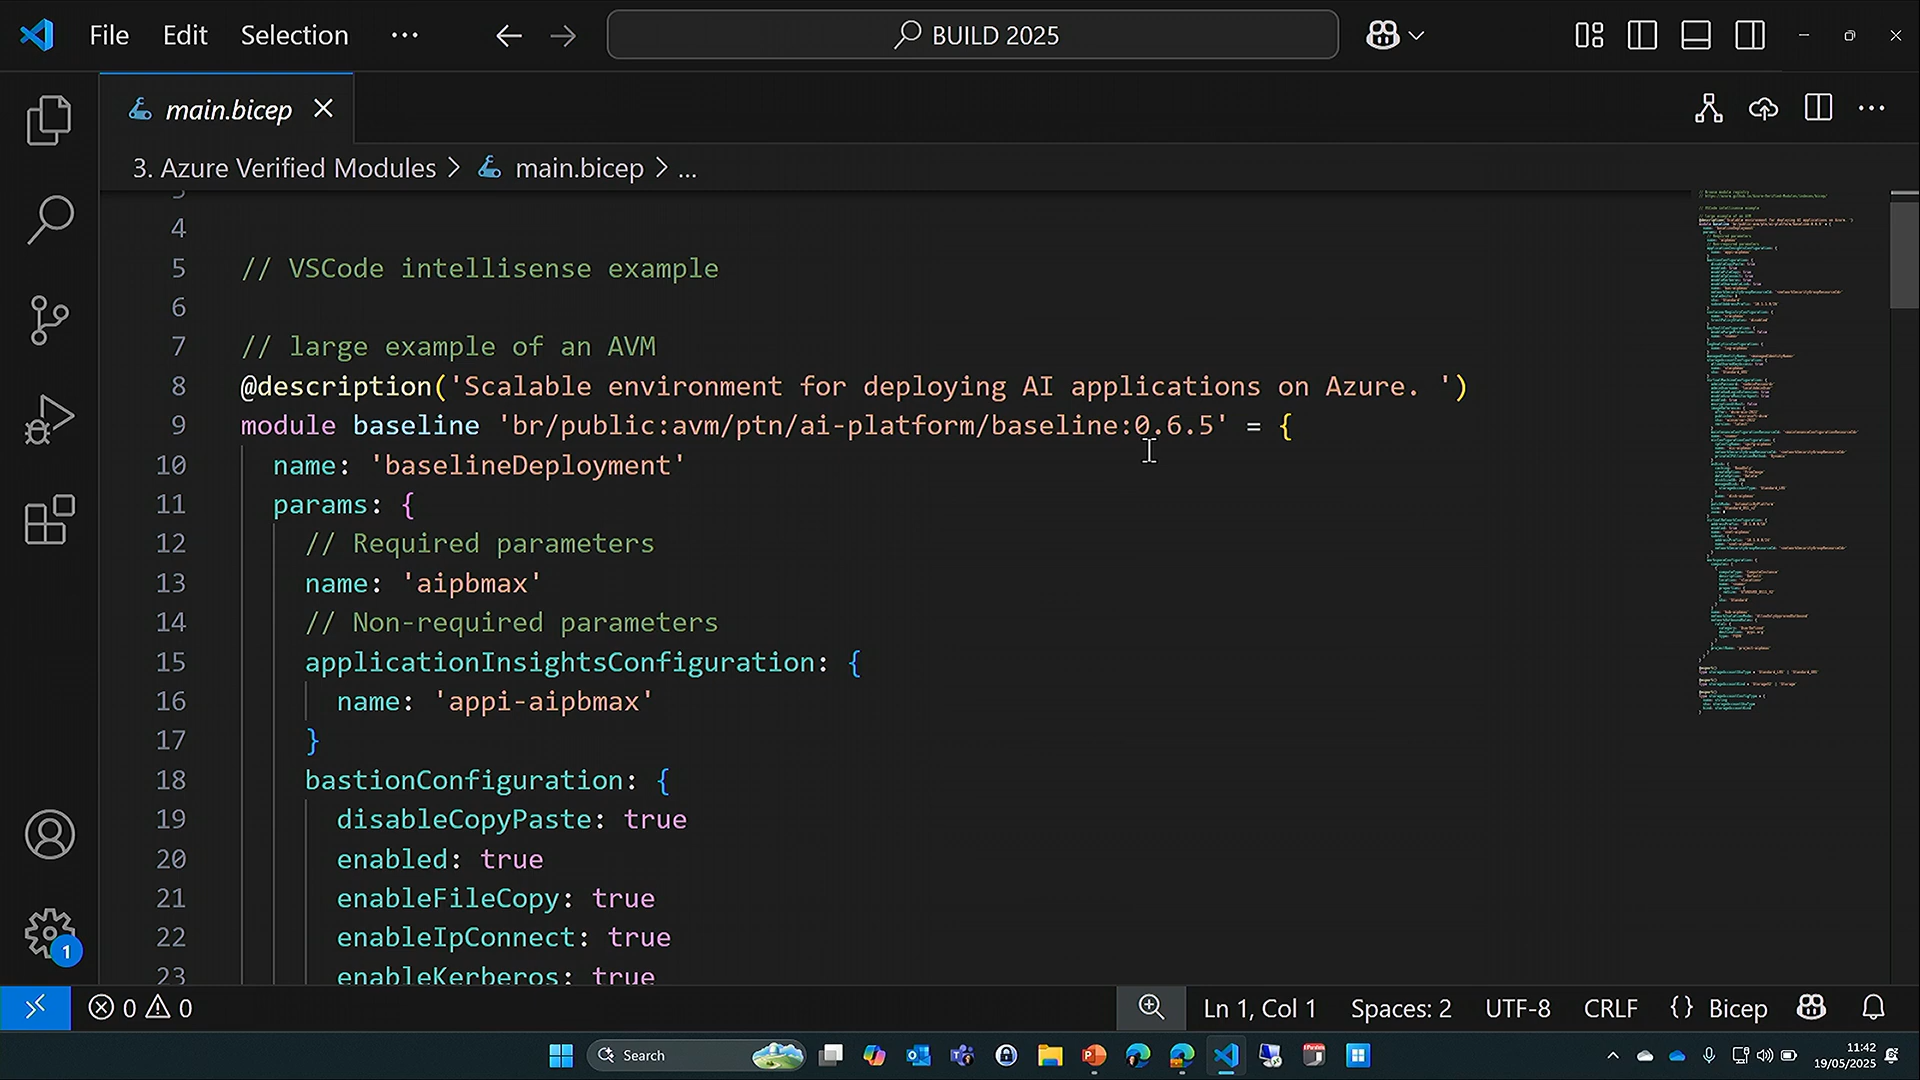 File Edit Selection ··· BUILD 2025
main.bicep
3. Azure Verified Modules > main.bicep > ...
4
5 // VSCode intellisense example
6
7 // large example of an AVM
8 @description('Scalable environment for deploying AI applications on Azure. ')
9 module baseline 'br/public:avm/ptn/ai-platform/baseline:0.6.5' = {
10 name: 'baselineDeployment'
11 params: {
12 // Required parameters
13 name: 'aipbmax'
14 // Non-required parameters
15 applicationInsightsConfiguration: {
16 name: 'appi-aipbmax'
17 }
18 bastionConfiguration: {
19 disableCopyPaste: true
20 enabled: true
21 enableFileCopy: true
22 enableIpConnect: true
23 enableKerberos: true
1
0 0 Ln 1, Col 1 Spaces: 2 UTF-8 CRLF {} Bicep
Search
11:42
19/05/2025